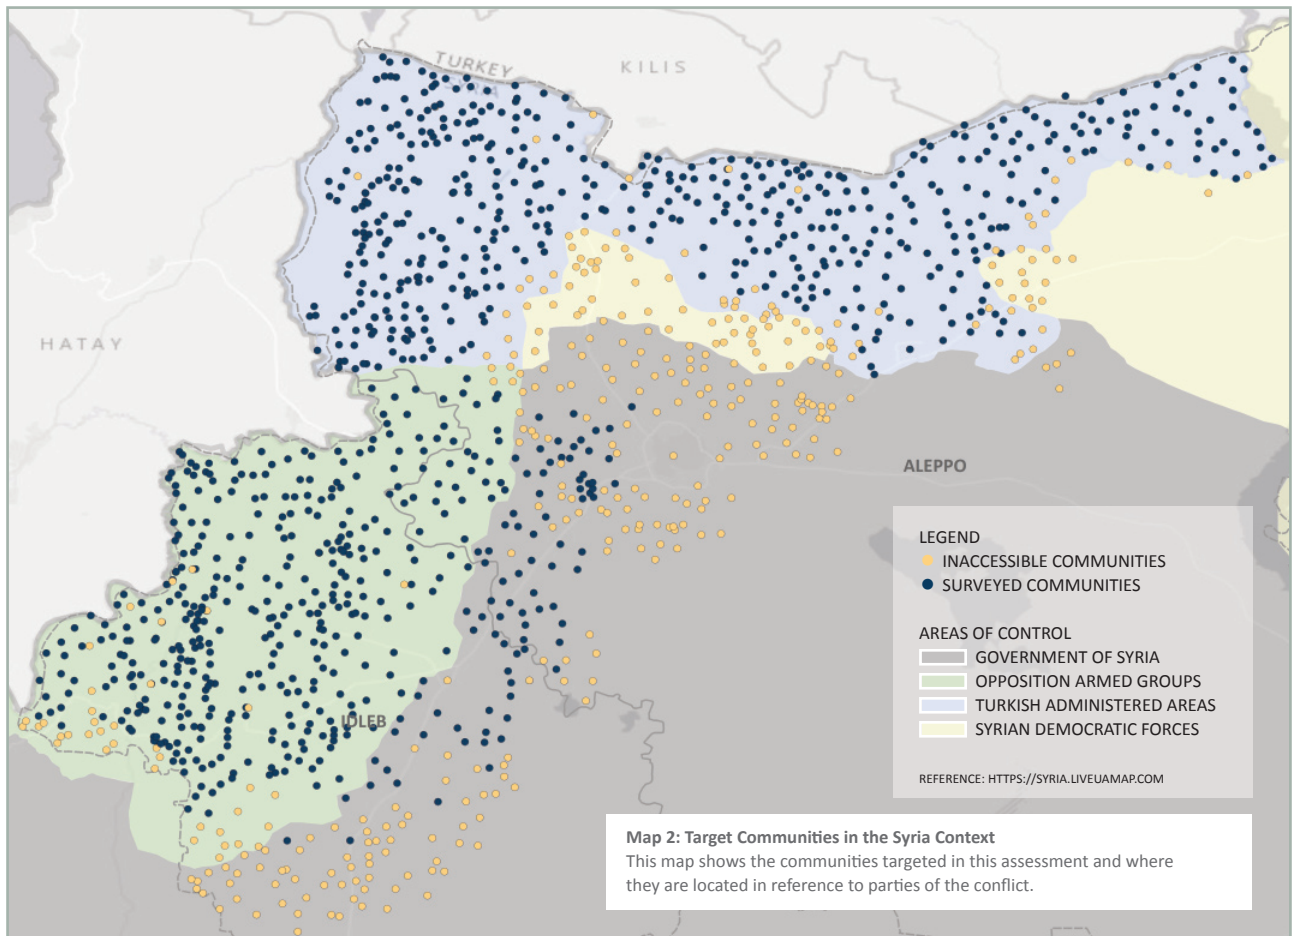 TURKEY
SYRIA
KILIS
HATAY
ALEPPO
IDLEB
LEGEND
INACCESSIBLE COMMUNITIES
SURVEYED COMMUNITIES
AREAS OF CONTROL
GOVERNMENT OF SYRIA
OPPOSITION ARMED GROUPS
TURKISH ADMINISTERED AREAS
SYRIAN DEMOCRATIC FORCES
REFERENCE: HTTPS://SYRIA.LIVEUAMAP.COM
Map 2: Target Communities in the Syria Context
This map shows the communities targeted in this assessment and where
they are located in reference to parties of the conflict.